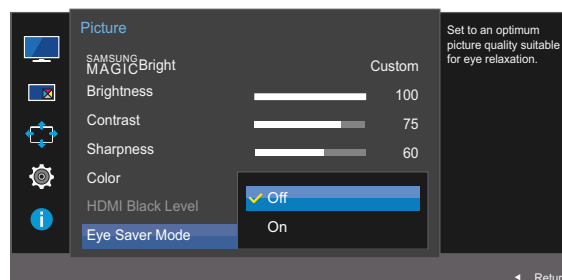 Picture
SAMSUNG
MAGICBright Custom
Brightness 100
Contrast 75
Sharpness 60
Color
HDMI Black Level
Eye Saver Mode
Off
On
Set to an optimum
picture quality suitable
for eye relaxation.